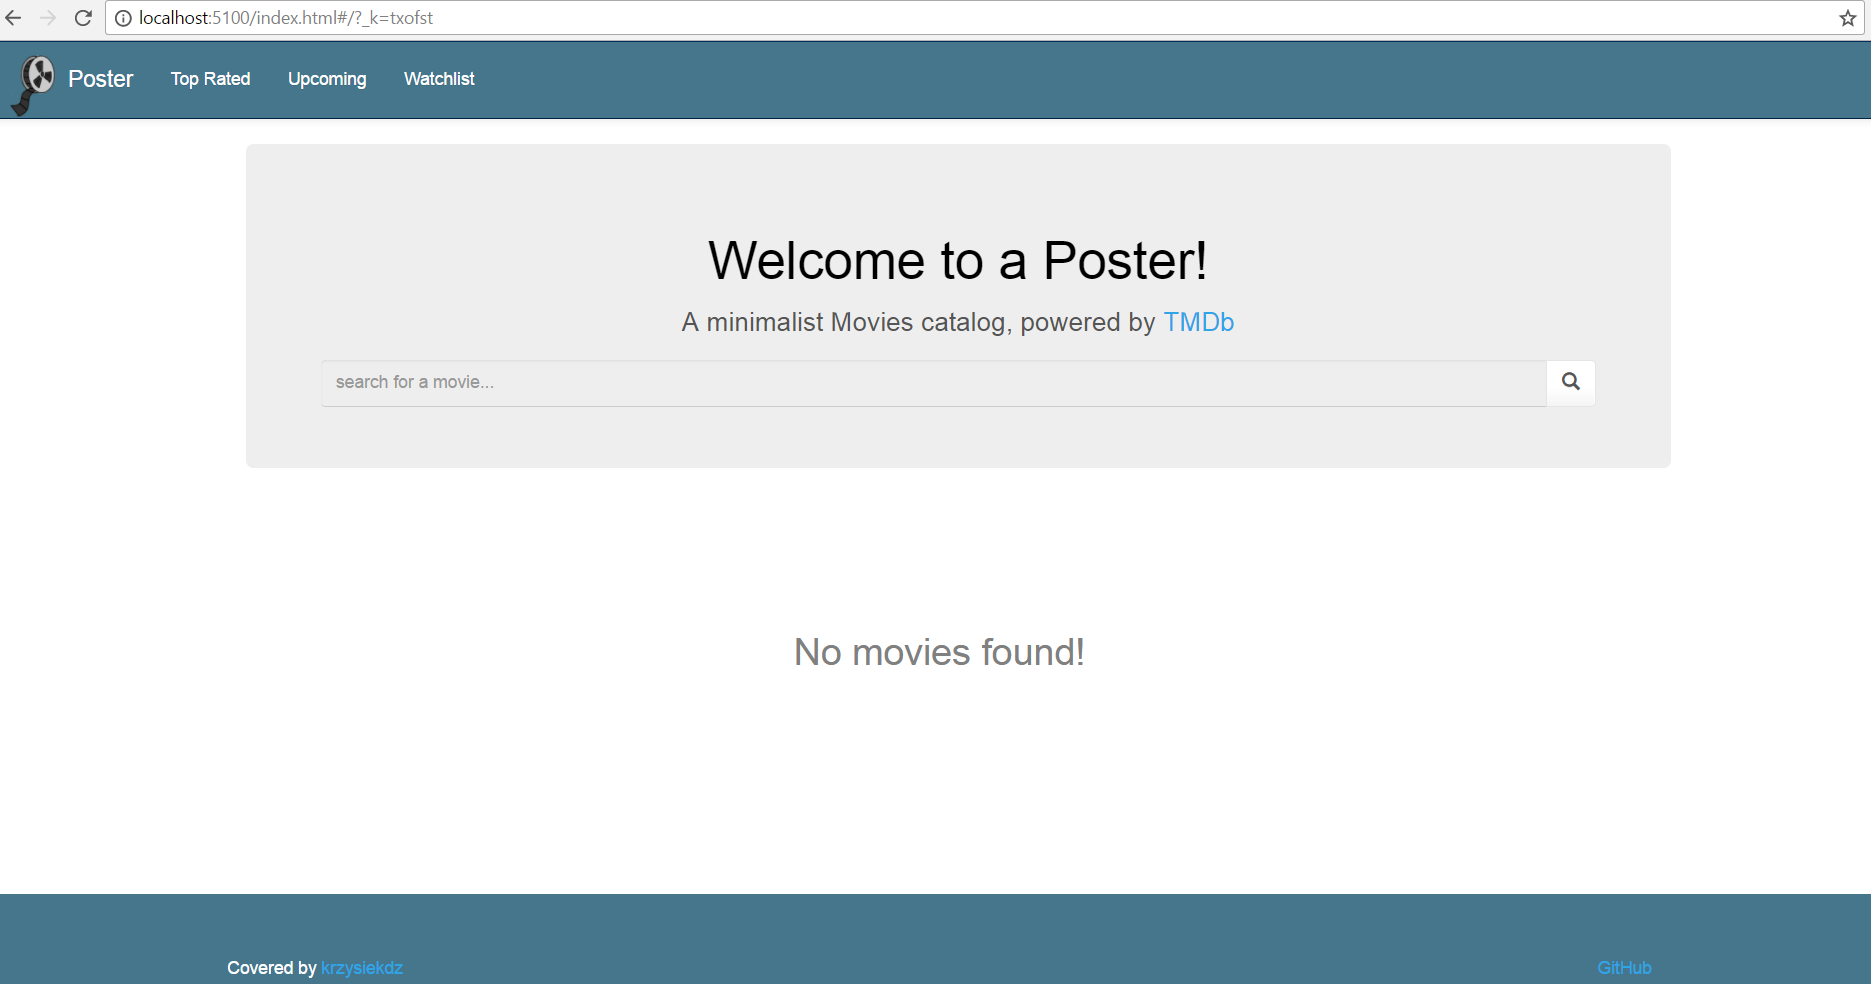 localhost:5100/index.html#/?_k=txofst
Poster Top Rated Upcoming Watchlist
Welcome to a Poster!
A minimalist Movies catalog, powered by TMDb
search for a movie...
No movies found!
Covered by krzysiekdz GitHub